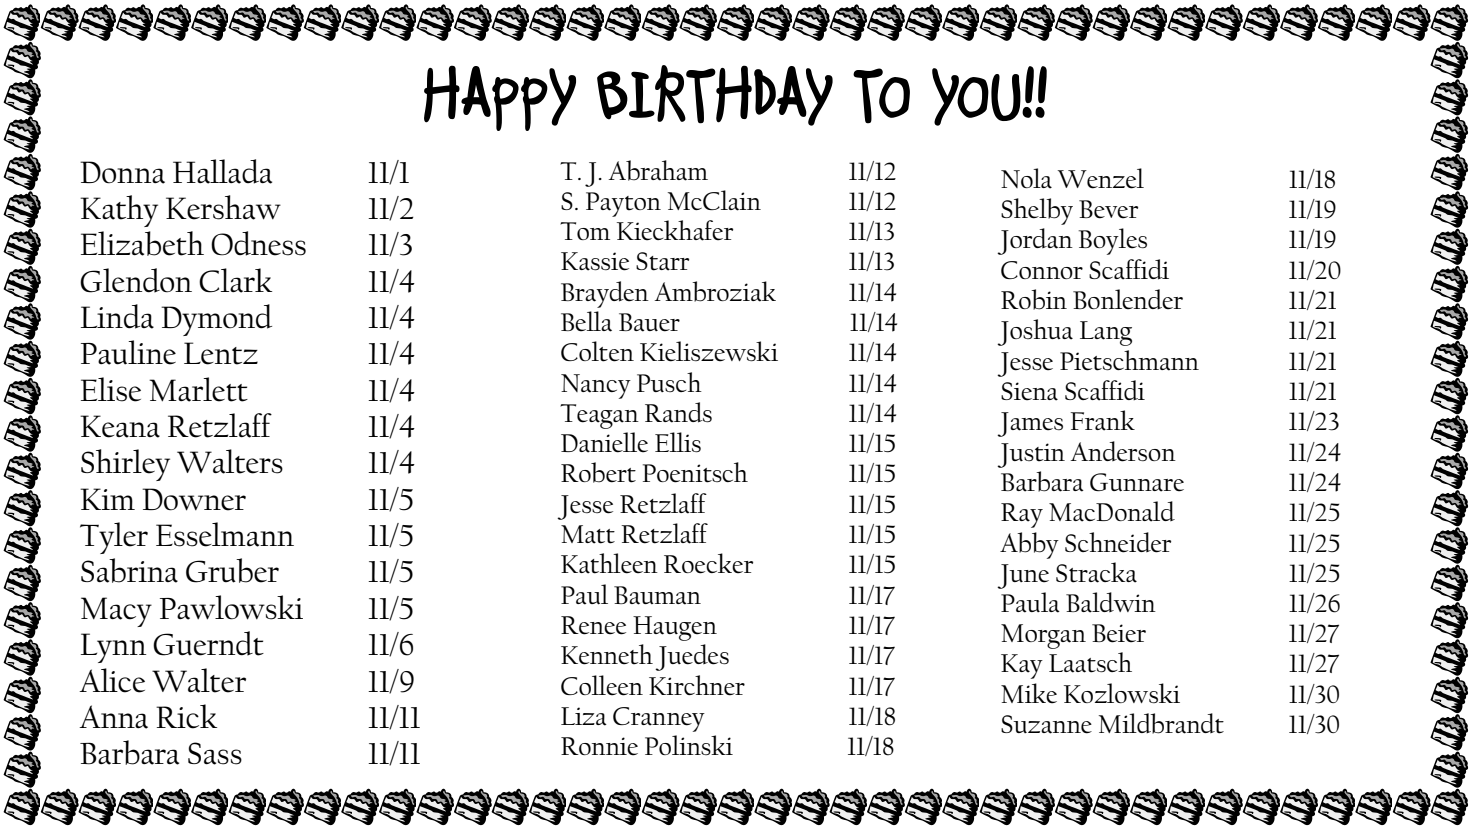 HAppY BIRTHDAY TO YOU!!
Donna Hallada 11/1
Kathy Kershaw 11/2
Elizabeth Odness 11/3
Glendon Clark 11/4
Linda Dymond 11/4
Pauline Lentz 11/4
Elise Marlett 11/4
Keana Retzlaff 11/4
Shirley Walters 11/4
Kim Downer 11/5
Tyler Esselmann 11/5
Sabrina Gruber 11/5
Macy Pawlowski 11/5
Lynn Guerndt 11/6
Alice Walter 11/9
Anna Rick 11/11
Barbara Sass 11/11
T. J. Abraham 11/12
S. Payton McClain 11/12
Tom Kieckhafer 11/13
Kassie Starr 11/13
Brayden Ambroziak 11/14
Bella Bauer 11/14
Colten Kieliszewski 11/14
Nancy Pusch 11/14
Teagan Rands 11/14
Danielle Ellis 11/15
Robert Poenitsch 11/15
Jesse Retzlaff 11/15
Matt Retzlaff 11/15
Kathleen Roecker 11/15
Paul Bauman 11/17
Renee Haugen 11/17
Kenneth Juedes 11/17
Colleen Kirchner 11/17
Liza Cranney 11/18
Ronnie Polinski 11/18
Nola Wenzel 11/18
Shelby Bever 11/19
Jordan Boyles 11/19
Connor Scaffidi 11/20
Robin Bonlender 11/21
Joshua Lang 11/21
Jesse Pietschmann 11/21
Siena Scaffidi 11/21
James Frank 11/23
Justin Anderson 11/24
Barbara Gunnare 11/24
Ray MacDonald 11/25
Abby Schneider 11/25
June Stracka 11/25
Paula Baldwin 11/26
Morgan Beier 11/27
Kay Laatsch 11/27
Mike Kozlowski 11/30
Suzanne Mildbrandt 11/30